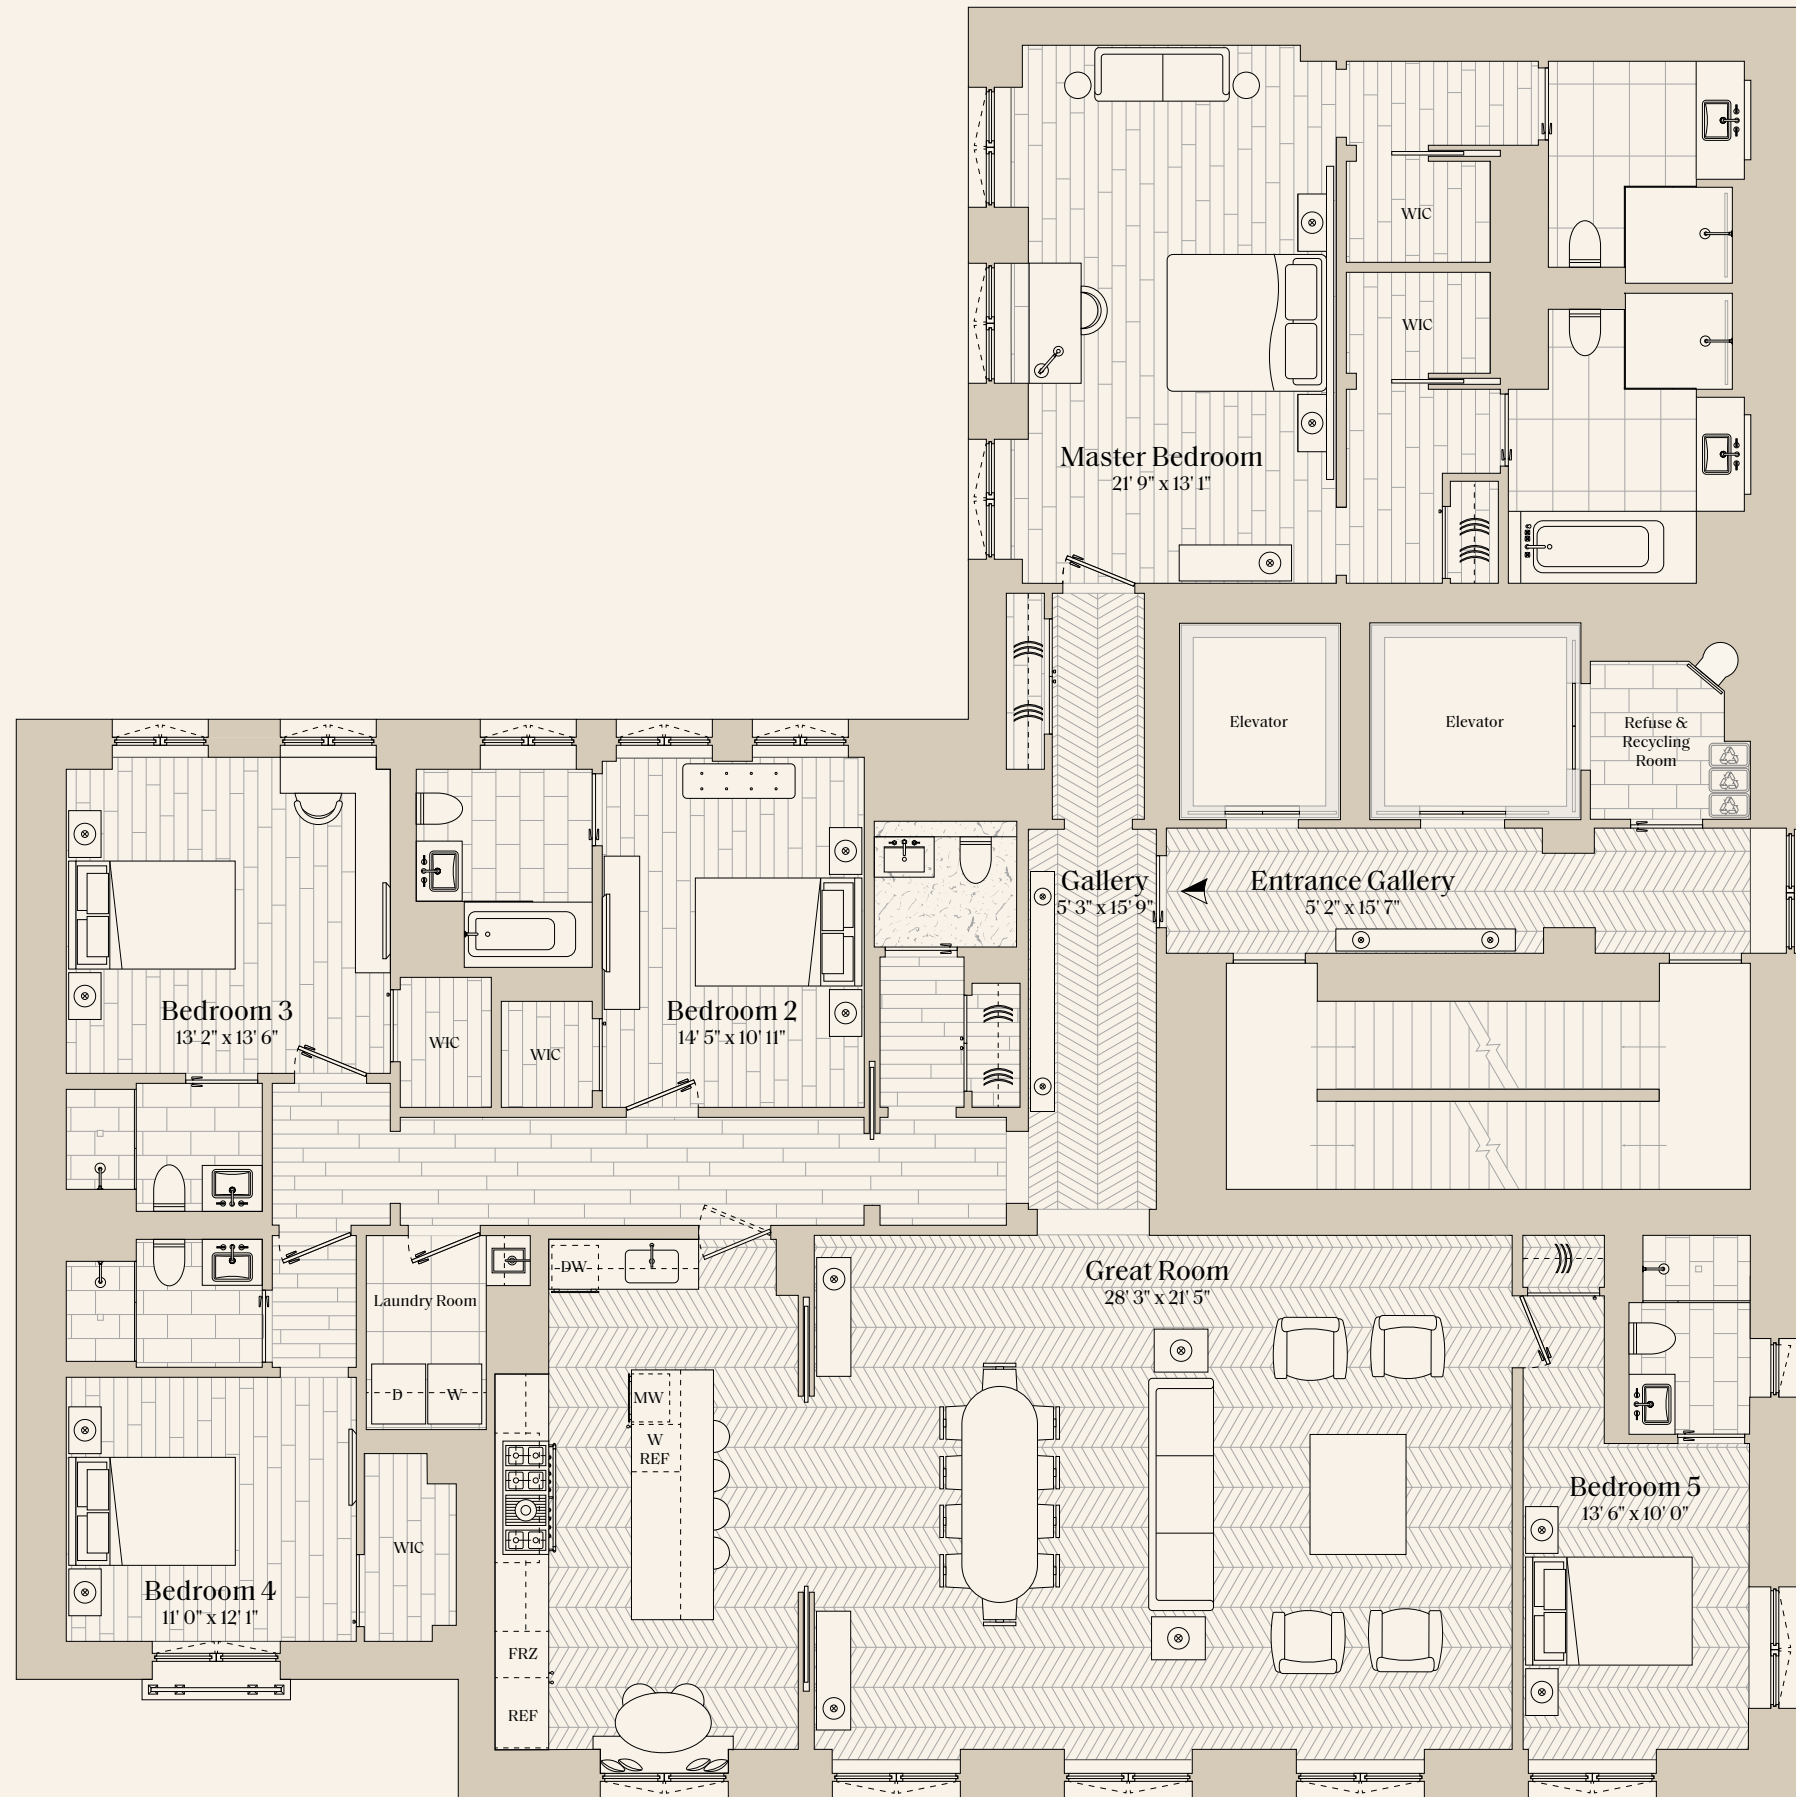 WIC
WIC
Master Bedroom
21' 9" x 13' 1"
Elevator
Elevator
Refuse &
Recycling
Room
Gallery
5' 3" x 15' 9"
Entrance Gallery
5' 2" x 15' 7"
Bedroom 3
13' 2" x 13' 6"
WIC
WIC
Bedroom 2
14' 5" x 10' 11"
DW
Great Room
28' 3" x 21' 5"
Laundry Room
D
W
MW
W
REF
Bedroom 5
13' 6" x 10' 0"
WIC
Bedroom 4
11' 0" x 12' 1"
FRZ
REF